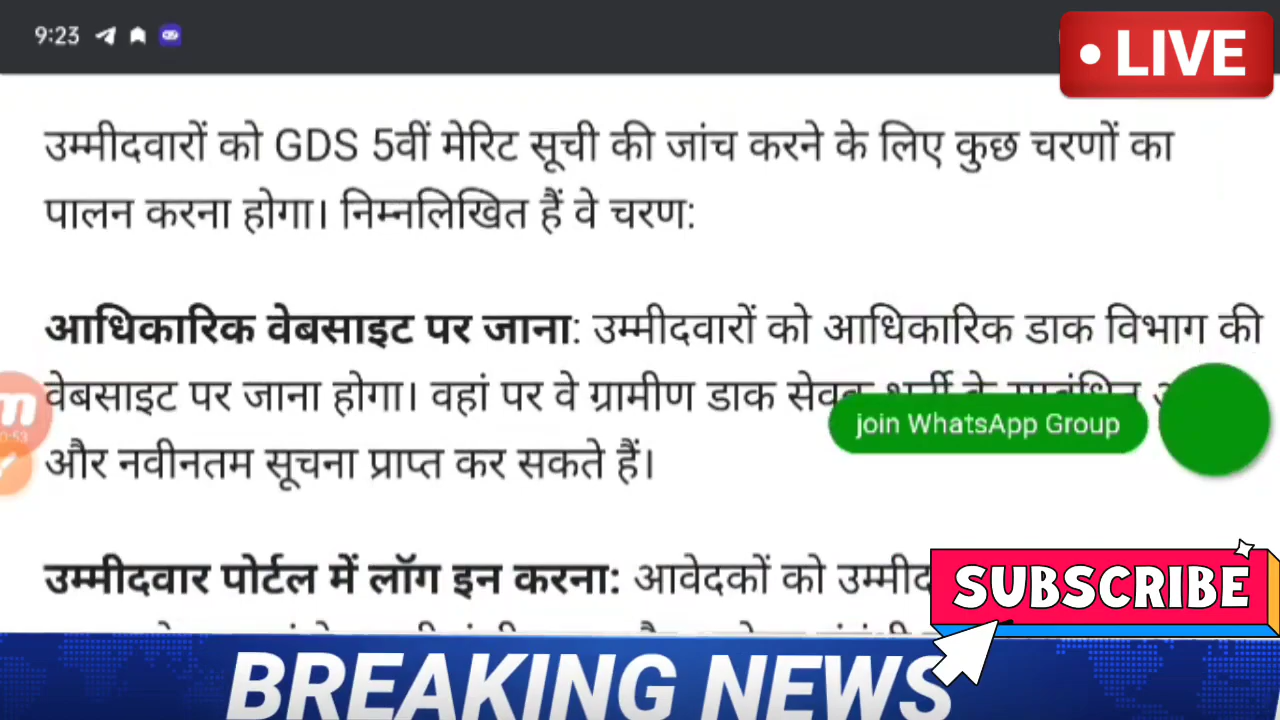 9:23
• LIVE
उम्मीदवारों को GDS 5वीं मेरिट सूची की जांच करने के लिए कुछ चरणों का
पालन करना होगा। निम्नलिखित हैं वे चरण:
आधिकारिक वेबसाइट पर जाना: उम्मीदवारों को आधिकारिक डाक विभाग की
वेबसाइट पर जाना होगा। वहां पर वे ग्रामीण डाक
join WhatsApp Group
और नवीनतम सूचना प्राप्त कर सकते हैं।
उम्मीदवार पोर्टल में लॉग इन करना: आवेदकों को
SUBSCRIBE
BREAKING NEWS